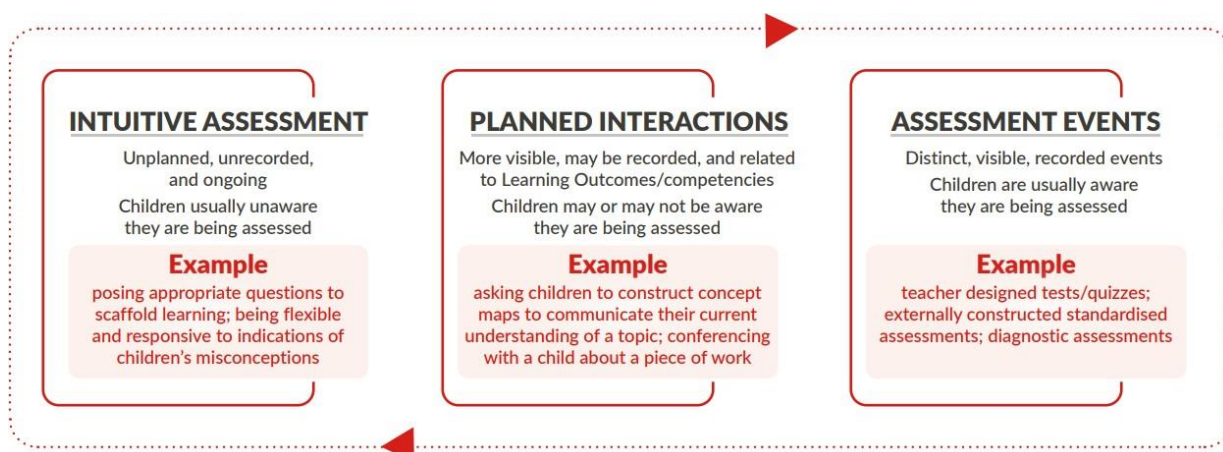 INTUITIVE ASSESSMENT
Unplanned, unrecorded,
and ongoing
Children usually unaware
they are being assessed
Example
posing appropriate questions to
scaffold learning; being flexible
and responsive to indications of
children's misconceptions
PLANNED INTERACTIONS
More visible, may be recorded, and related
to Learning Outcomes/competencies
Children may or may not be aware
they are being assessed
Example
asking children to construct concept
maps to communicate their current
understanding of a topic; conferencing
with a child about a piece of work
ASSESSMENT EVENTS
Distinct, visible, recorded events
Children are usually aware
they are being assessed
Example
teacher designed tests/quizzes;
externally constructed standardised
assessments; diagnostic assessments